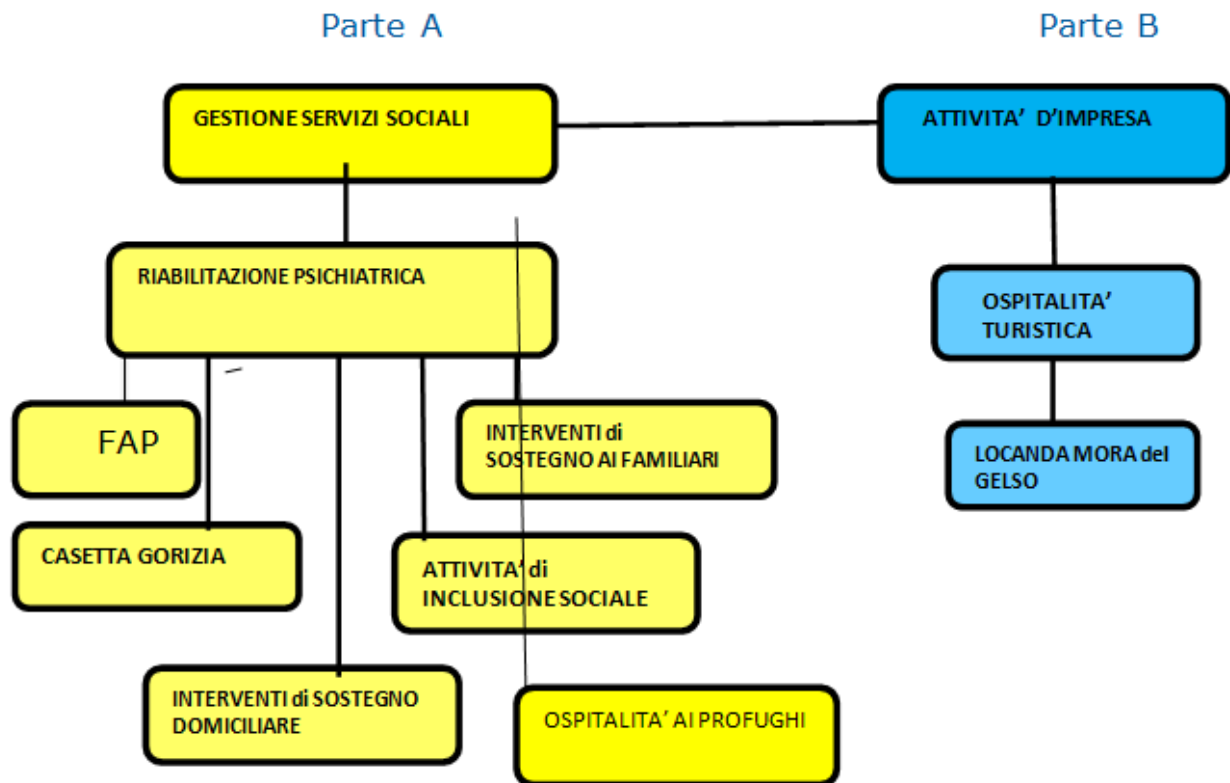 Parte A
Parte B
GESTIONE SERVIZI SOCIALI
ATTIVITA’ D’IMPRESA
RIABILITAZIONE PSICHIATRICA
OSPITALITA’
TURISTICA
FAP
INTERVENTI di
SOSTEGNO AI FAMILIARI
LOCANDA MORA del
GELSO
CASETTA GORIZIA
ATTIVITA’ di
INCLUSIONE SOCIALE
INTERVENTI di SOSTEGNO
DOMICILIARE
OSPITALITA’ AI PROFUGHI